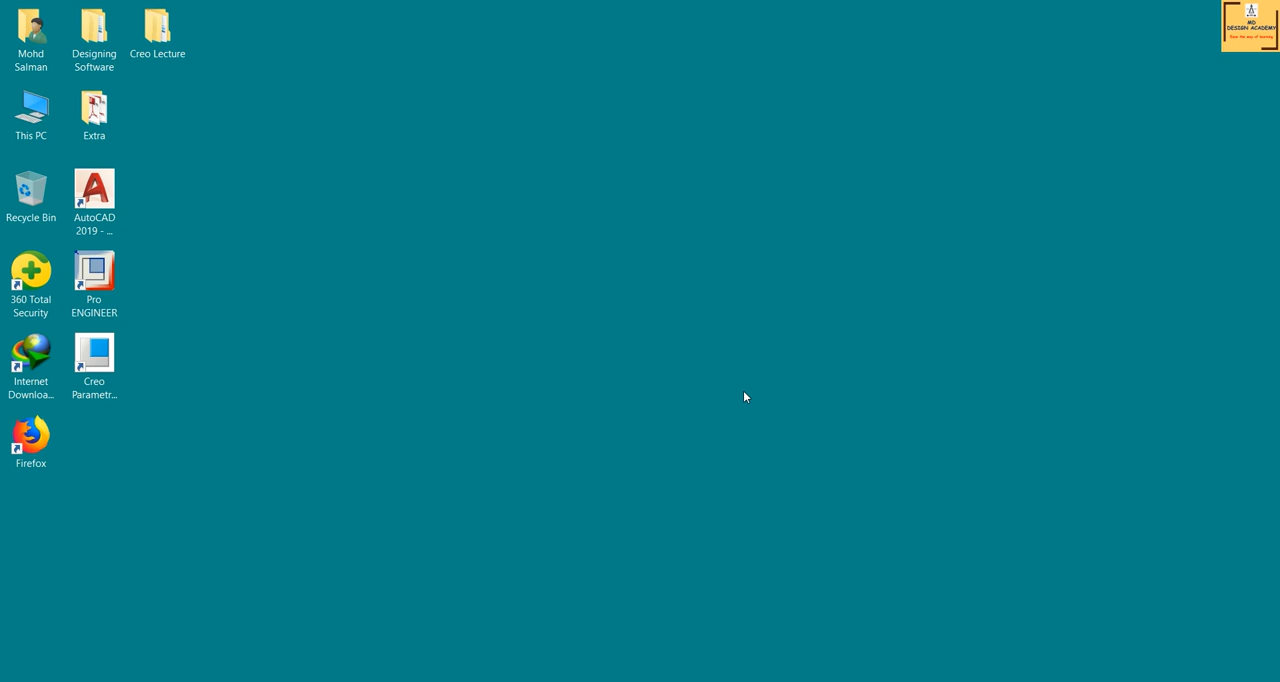 Mohd
Salman
Designing
Software
Creo Lecture
This PC
Extra
Recycle Bin
AutoCAD
2019 - ...
360 Total
Security
Pro
ENGINEER
Internet
Downloa...
Creo
Parametr...
Firefox
MD
DESIGN ACADEMY